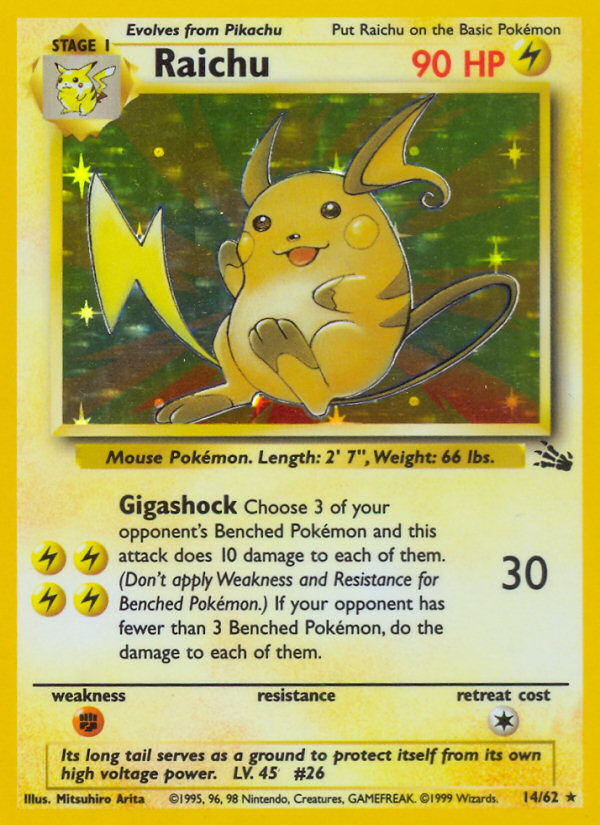 Evolves from Pikachu
Put Raichu on the Basic Pokémon
STAGE 1
Raichu
90 HP
Mouse Pokémon. Length: 2' 7", Weight: 66 lbs.
Gigashock Choose 3 of your
opponent's Benched Pokémon and this
attack does 10 damage to each of them.
(Don't apply Weakness and Resistance for
Benched Pokémon.) If your opponent has
fewer than 3 Benched Pokémon, do the
damage to each of them.
30
weakness
resistance
retreat cost
Its long tail serves as a ground to protect itself from its own
high voltage power. LV. 45 #26
Illus. Mitsuhiro Arita
©1995, 96, 98 Nintendo, Creatures, GAMEFREAK. ©1999 Wizards.
14/62